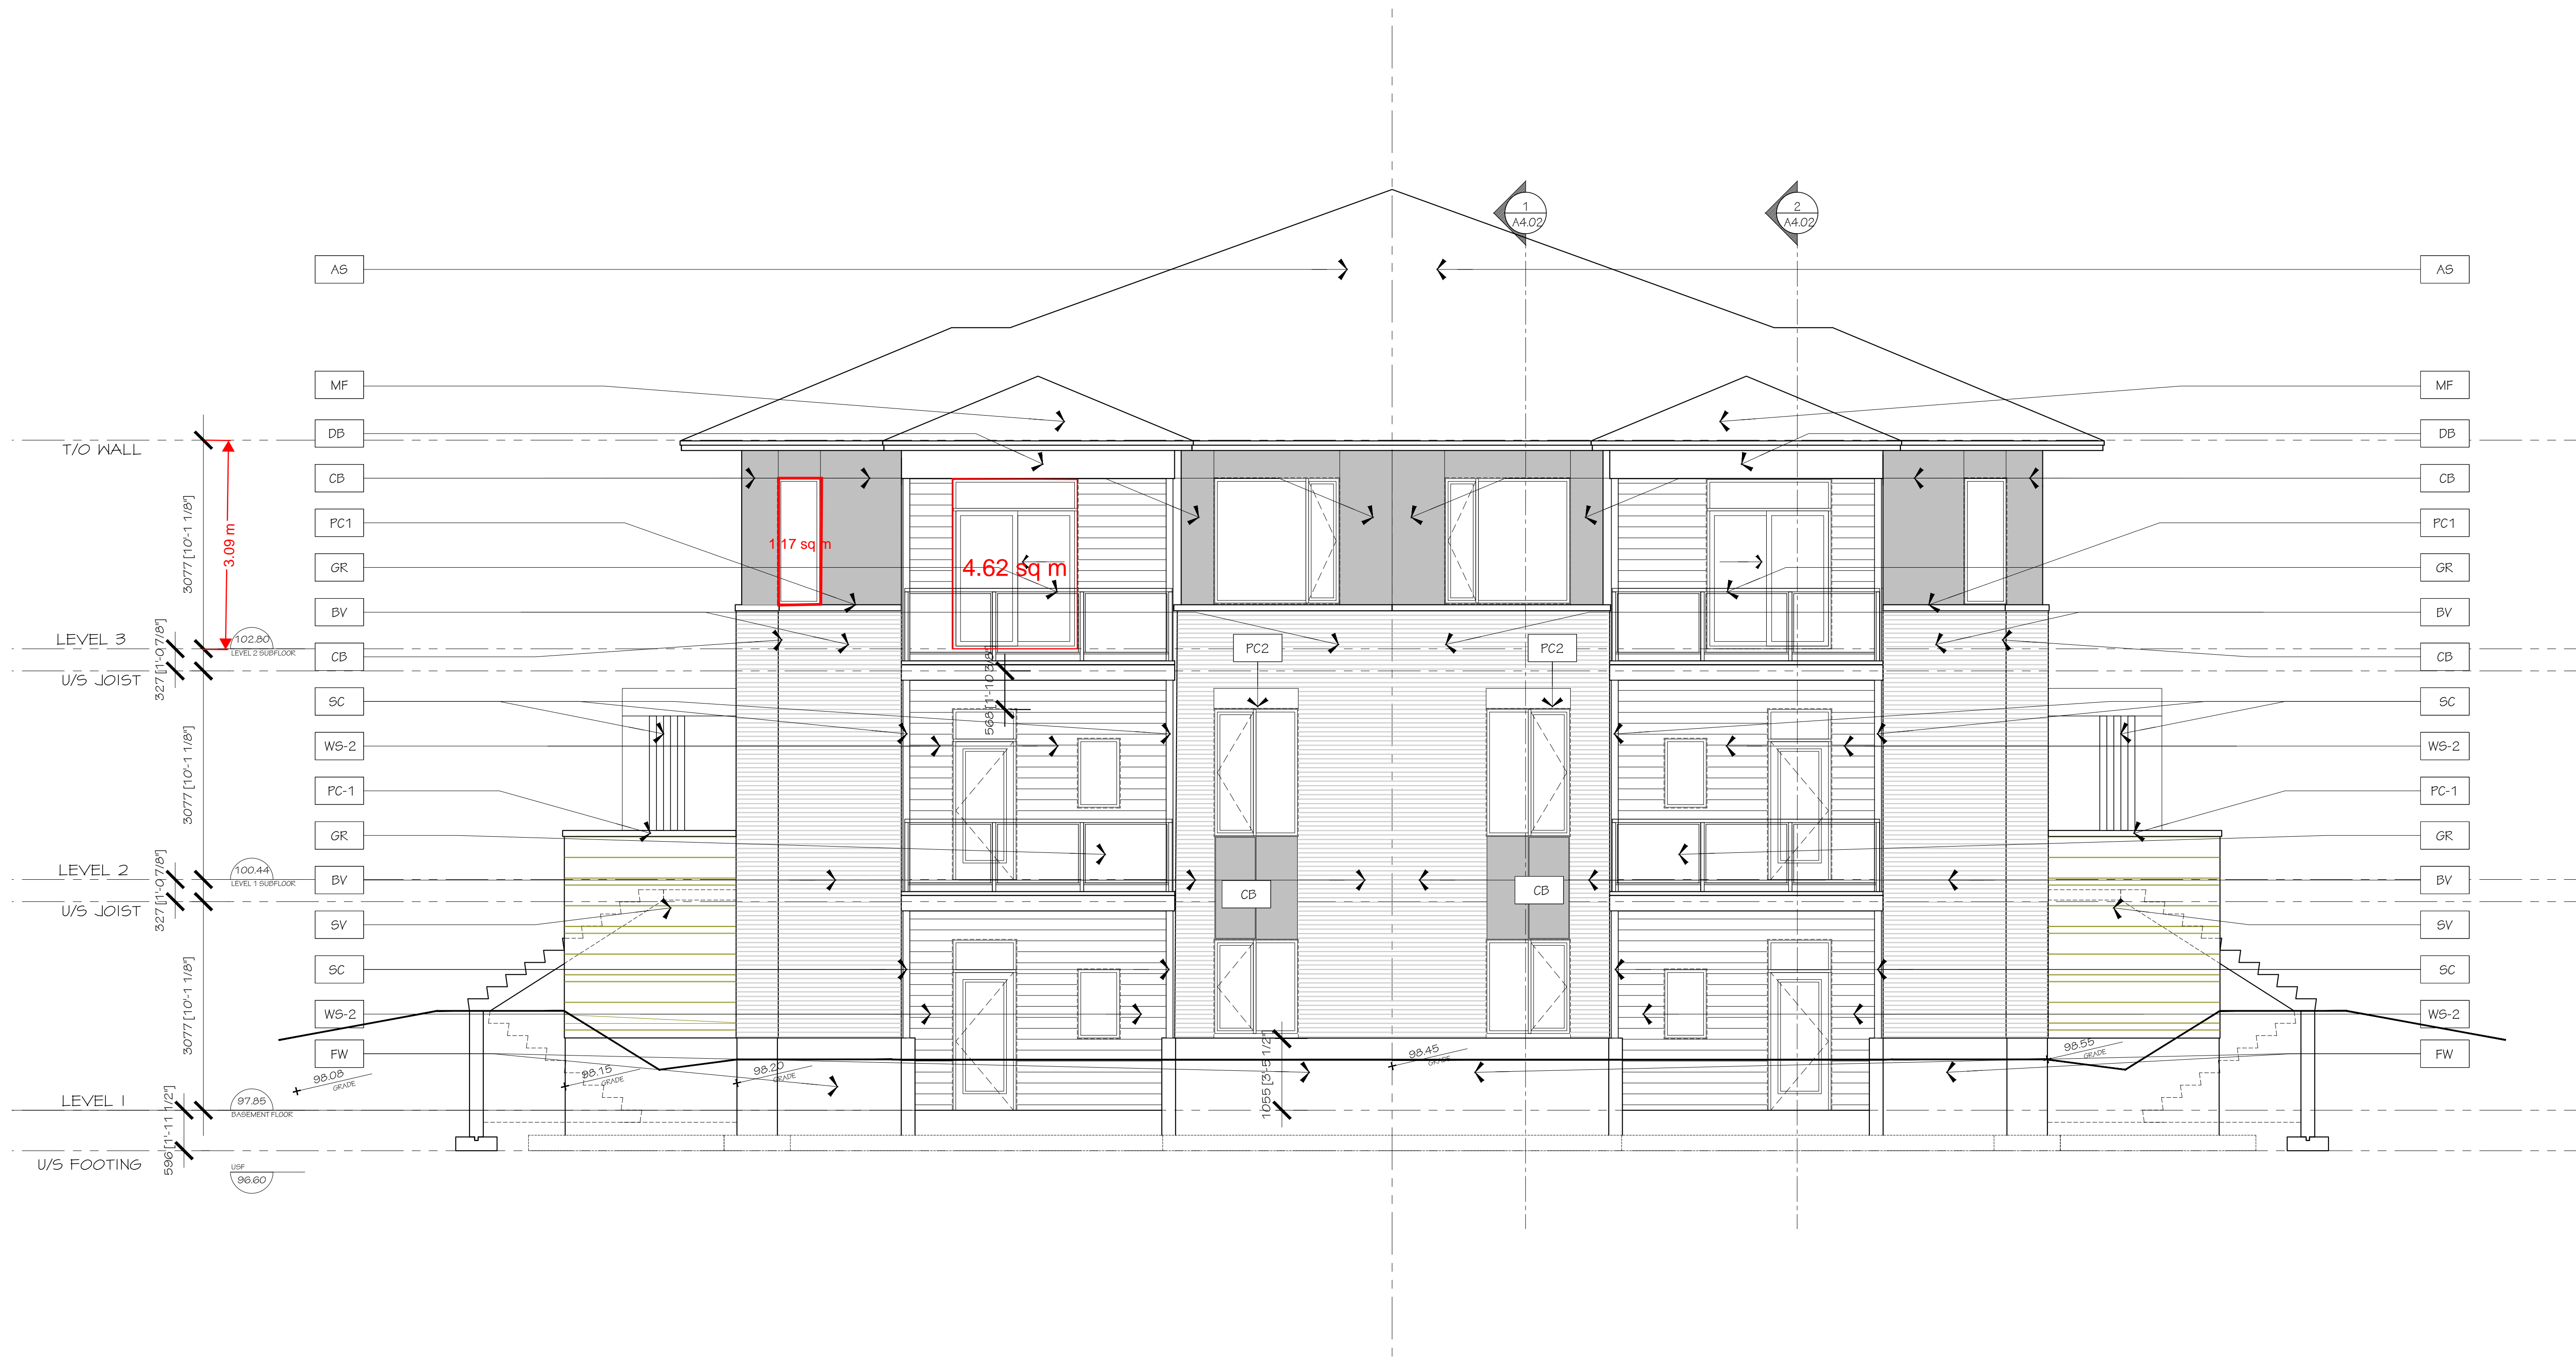 1
A4.02
2
A4.02
AS
AS
MF
MF
DB
DB
T/O WALL
CB
CB
3077 [10'-1 1/8"]
3.09 m
PC1
PC1
1.17 sq m
4.62 sq m
GR
GR
BV
BV
LEVEL 3
102.80
LEVEL 2 SUBFLOOR
PC2
PC2
CB
CB
327 [1'-0 7/8"]
U/S JOIST
568 [1'-10 3/8"]
SC
SC
WS-2
WS-2
3077 [10'-1 1/8"]
PC-1
PC-1
GR
GR
LEVEL 2
100.44
LEVEL 1 SUBFLOOR
BV
BV
CB
CB
327 [1'-0 7/8"]
U/S JOIST
SV
SV
SC
SC
3077 [10'-1 1/8"]
WS-2
WS-2
FW
FW
98.08
GRADE
98.15
GRADE
98.20
GRADE
98.45
GRADE
98.55
GRADE
1055 [3'-5 1/2"]
LEVEL 1
97.85
BASEMENT FLOOR
596 [1'-11 1/2"]
U/S FOOTING
USF
96.60